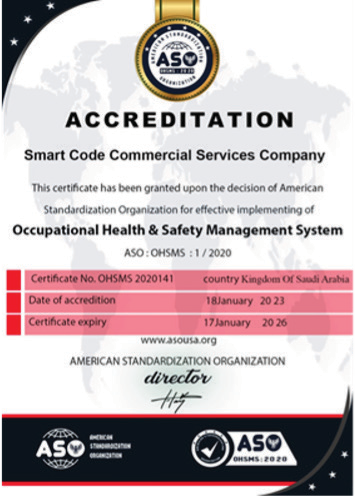 AMERICAN STANDARDIZATION
ASO
OHSMS : 2020
ORGANIZATION
ACCREDITATION
Smart Code Commercial Services Company
This certificate has been granted upon the decision of American
Standardization Organization for effective implementing of
Occupational Health & Safety Management System
ASO : OHSMS : 1 / 2020
Certificate No. OHSMS 2020141 country Kingdom Of Saudi Arabia
Date of accredition 18January 20 23
Certificate expiry 17January 20 26
www.asousa.org
AMERICAN STANDARDIZATION ORGANIZATION
director
ASO AMERICAN
STANDARDIZATION
ORGANIZATION
ASO
OHSMS:2020